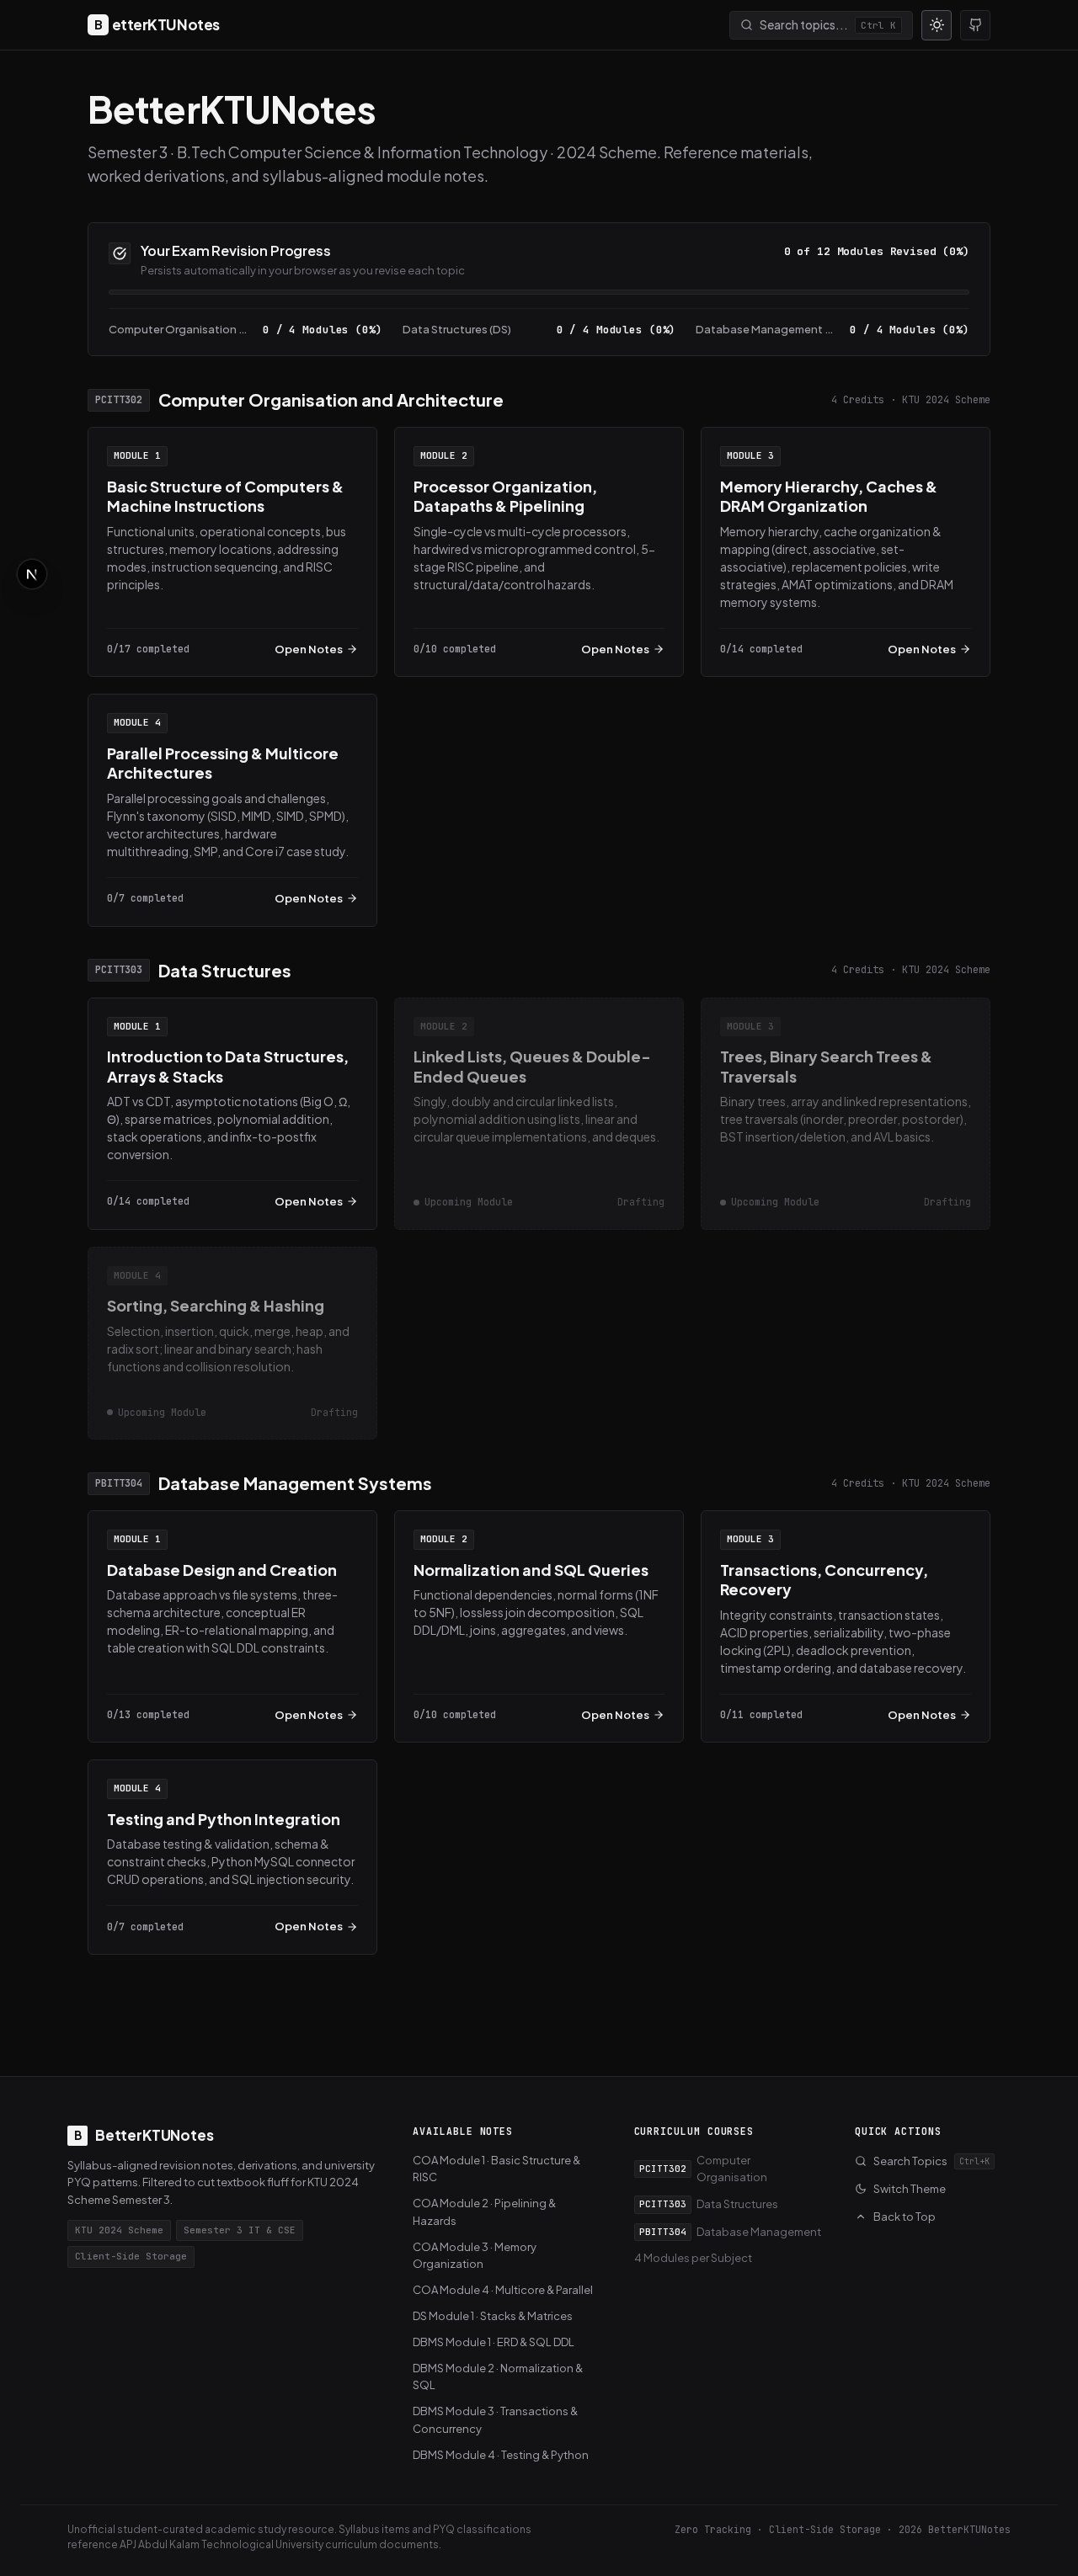 B etterKTUNotes
Search topics... Ctrl K
BetterKTUNotes
Semester 3 · B.Tech Computer Science & Information Technology · 2024 Scheme. Reference materials,
worked derivations, and syllabus-aligned module notes.
Your Exam Revision Progress
0 of 12 Modules Revised (0%)
Persists automatically in your browser as you revise each topic
Computer Organisation ... 0 / 4 Modules (0%)
Data Structures (DS) 0 / 4 Modules (0%)
Database Management ... 0 / 4 Modules (0%)
PCITT302 Computer Organisation and Architecture
4 Credits · KTU 2024 Scheme
MODULE 1
Basic Structure of Computers &
Machine Instructions
Functional units, operational concepts, bus
structures, memory locations, addressing
modes, instruction sequencing, and RISC
principles.
0/17 completed
Open Notes →
MODULE 2
Processor Organization,
Datapaths & Pipelining
Single-cycle vs multi-cycle processors,
hardwired vs microprogrammed control, 5-
stage RISC pipeline, and
structural/data/control hazards.
0/10 completed
Open Notes →
MODULE 3
Memory Hierarchy, Caches &
DRAM Organization
Memory hierarchy, cache organization &
mapping (direct, associative, set-
associative), replacement policies, write
strategies, AMAT optimizations, and DRAM
memory systems.
0/14 completed
Open Notes →
N
MODULE 4
Parallel Processing & Multicore
Architectures
Parallel processing goals and challenges,
Flynn's taxonomy (SISD, MIMD, SIMD, SPMD),
vector architectures, hardware
multithreading, SMP, and Core i7 case study.
0/7 completed
Open Notes →
PCITT303 Data Structures
4 Credits · KTU 2024 Scheme
MODULE 1
Introduction to Data Structures,
Arrays & Stacks
ADT vs CDT, asymptotic notations (Big O, Ω,
Θ), sparse matrices, polynomial addition,
stack operations, and infix-to-postfix
conversion.
0/14 completed
Open Notes →
MODULE 2
Linked Lists, Queues & Double-
Ended Queues
Singly, doubly and circular linked lists,
polynomial addition using lists, linear and
circular queue implementations, and deques.
● Upcoming Module
Drafting
MODULE 3
Trees, Binary Search Trees &
Traversals
Binary trees, array and linked representations,
tree traversals (inorder, preorder, postorder),
BST insertion/deletion, and AVL basics.
● Upcoming Module
Drafting
MODULE 4
Sorting, Searching & Hashing
Selection, insertion, quick, merge, heap, and
radix sort; linear and binary search; hash
functions and collision resolution.
● Upcoming Module
Drafting
PBITT304 Database Management Systems
4 Credits · KTU 2024 Scheme
MODULE 1
Database Design and Creation
Database approach vs file systems, three-
schema architecture, conceptual ER
modeling, ER-to-relational mapping, and
table creation with SQL DDL constraints.
0/13 completed
Open Notes →
MODULE 2
Normalization and SQL Queries
Functional dependencies, normal forms (1NF
to 5NF), lossless join decomposition, SQL
DDL/DML, joins, aggregates, and views.
0/10 completed
Open Notes →
MODULE 3
Transactions, Concurrency,
Recovery
Integrity constraints, transaction states,
ACID properties, serializability, two-phase
locking (2PL), deadlock prevention,
timestamp ordering, and database recovery.
0/11 completed
Open Notes →
MODULE 4
Testing and Python Integration
Database testing & validation, schema &
constraint checks, Python MySQL connector
CRUD operations, and SQL injection security.
0/7 completed
Open Notes →
B BetterKTUNotes
Syllabus-aligned revision notes, derivations, and university
PYQ patterns. Filtered to cut textbook fluff for KTU 2024
Scheme Semester 3.
KTU 2024 Scheme
Semester 3 IT & CSE
Client-Side Storage
AVAILABLE NOTES
COA Module 1 · Basic Structure &
RISC
COA Module 2 · Pipelining &
Hazards
COA Module 3 · Memory
Organization
COA Module 4 · Multicore & Parallel
DS Module 1 · Stacks & Matrices
DBMS Module 1 · ERD & SQL DDL
DBMS Module 2 · Normalization &
SQL
DBMS Module 3 · Transactions &
Concurrency
DBMS Module 4 · Testing & Python
CURRICULUM COURSES
PCITT302 Computer
Organisation
PCITT303 Data Structures
PBITT304 Database Management
4 Modules per Subject
QUICK ACTIONS
Search Topics Ctrl+K
Switch Theme
Back to Top
Unofficial student-curated academic study resource. Syllabus items and PYQ classifications
reference APJ Abdul Kalam Technological University curriculum documents.
Zero Tracking · Client-Side Storage · 2026 BetterKTUNotes